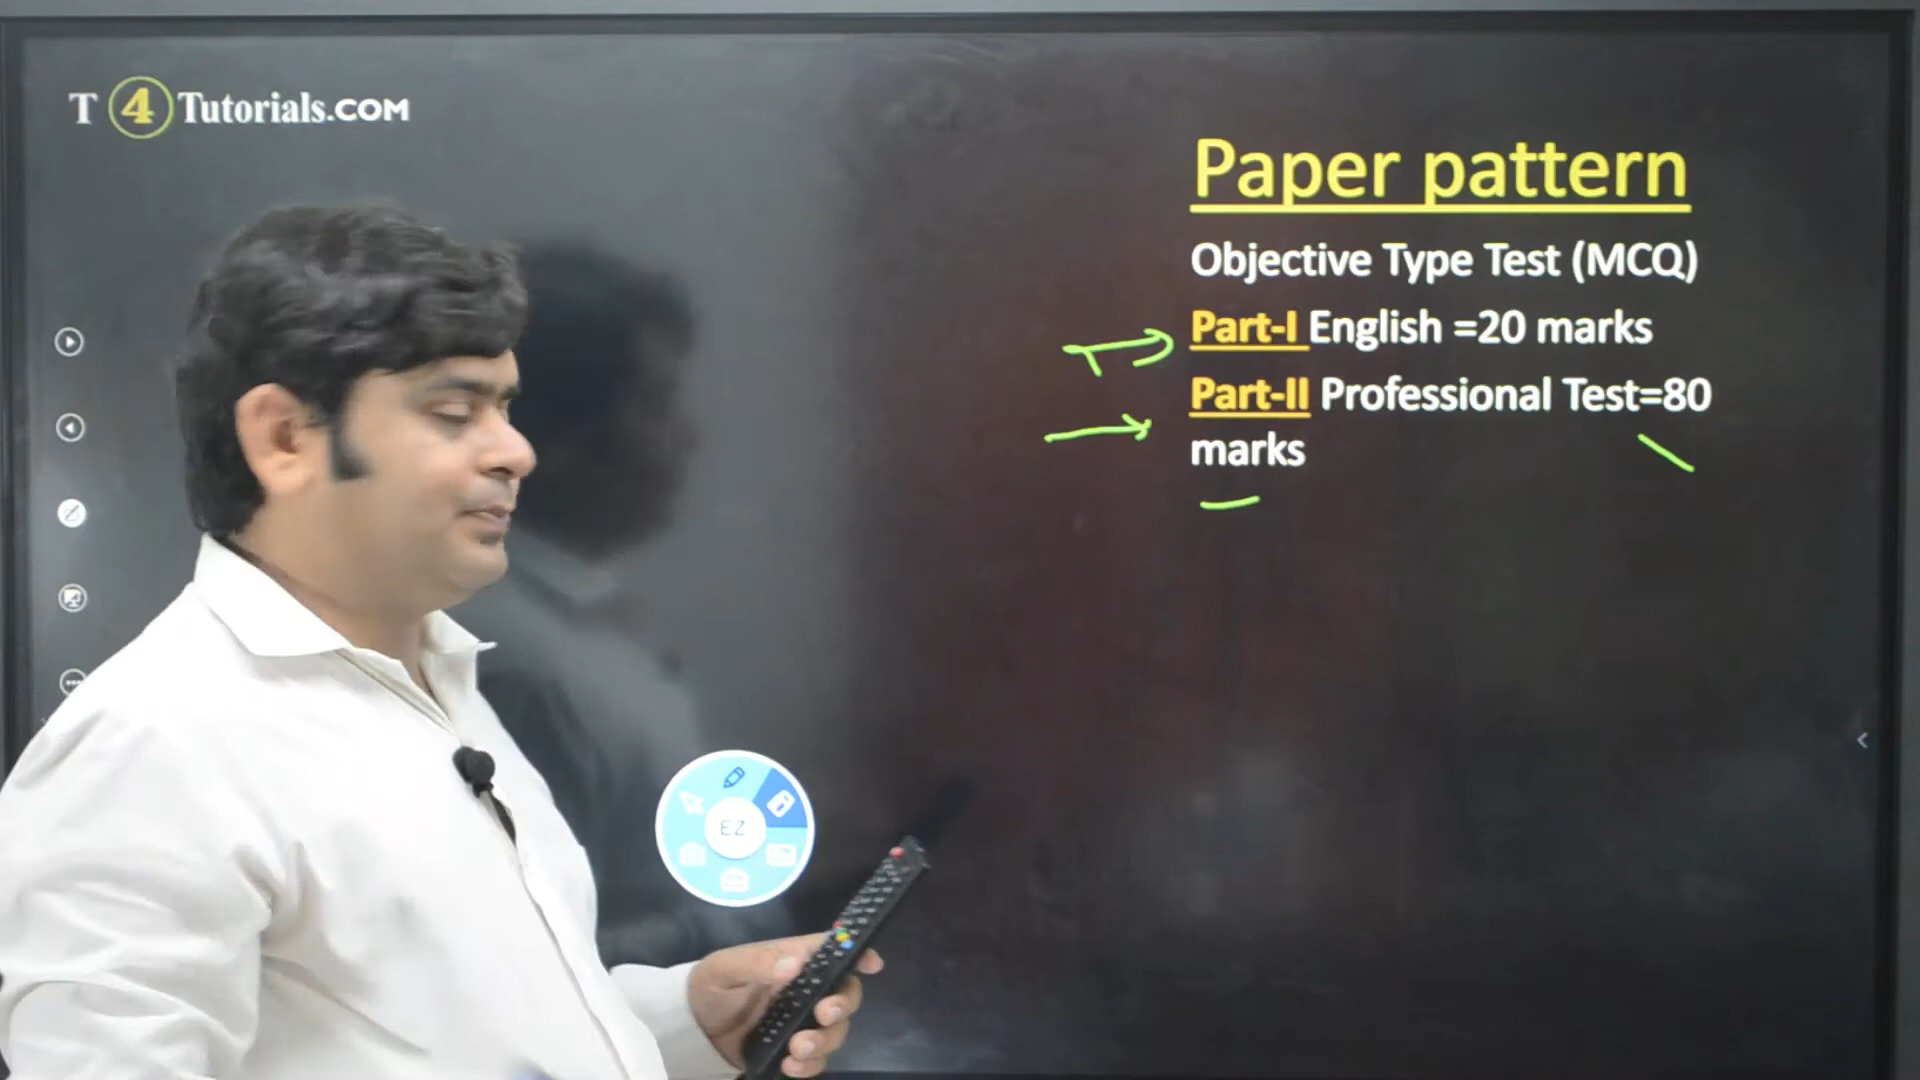 T 4 Tutorials.COM
Paper pattern
Objective Type Test (MCQ)
Part-I English =20 marks
Part-II Professional Test=80
marks
EZ